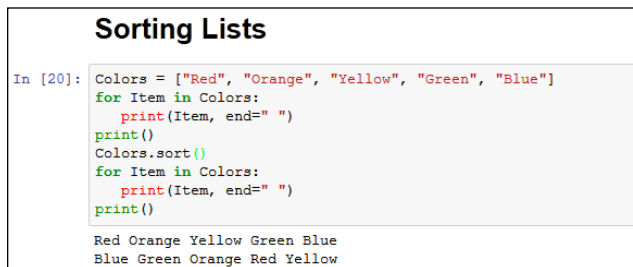 Sorting Lists
In [20]: Colors = ["Red", "Orange", "Yellow", "Green", "Blue"]
for Item in Colors:
   print(Item, end=" ")
print()
Colors.sort()
for Item in Colors:
   print(Item, end=" ")
print()
Red Orange Yellow Green Blue
Blue Green Orange Red Yellow